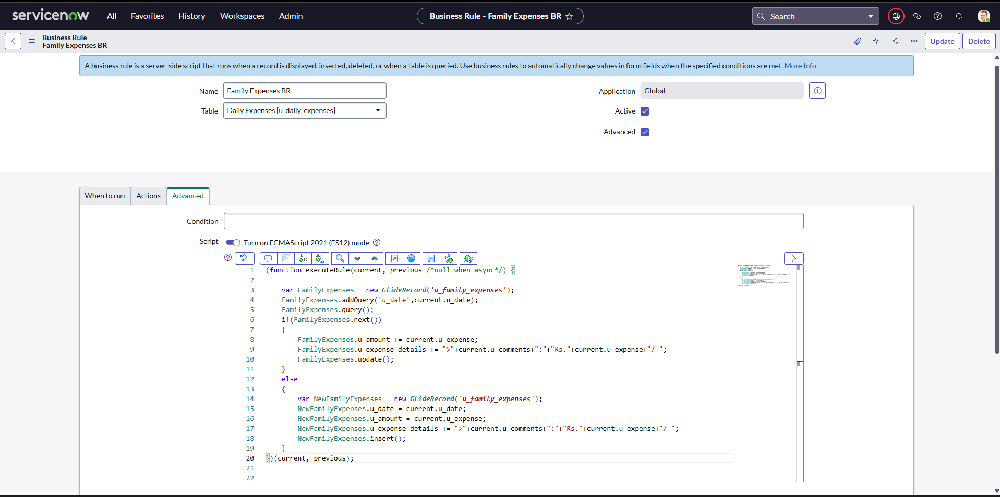 servicenow
All Favorites History Workspaces Admin
Business Rule - Family Expenses BR
Search
Business Rule
Family Expenses BR
Update Delete
A business rule is a server-side script that runs when a record is displayed, inserted, deleted, or when a table is queried. Use business rules to automatically change values in form fields when the specified conditions are met. More Info
Name Family Expenses BR
Application Global
Table Daily Expenses [u_daily_expenses]
Active
Advanced
When to run Actions Advanced
Condition
Script Turn on ECMAScript 2021 (ES12) mode
1 (function executeRule(current, previous /*null when async*/) {
2
3 var FamilyExpenses = new GlideRecord('u_family_expenses');
4 FamilyExpenses.addQuery('u_date',current.u_date);
5 FamilyExpenses.query();
6 if(FamilyExpenses.next())
7 {
8 FamilyExpenses.u_amount += current.u_expense;
9 FamilyExpenses.u_expense_details += ">"+current.u_comments+":"+"Rs."+current.u_expense+"/-";
10 FamilyExpenses.update();
11 }
12 else
13 {
14 var NewFamilyExpenses = new GlideRecord('u_family_expenses');
15 NewFamilyExpenses.u_date = current.u_date;
16 NewFamilyExpenses.u_amount = current.u_expense;
17 NewFamilyExpenses.u_expense_details += ">"+current.u_comments+":"+"Rs."+current.u_expense+"/-";
18 NewFamilyExpenses.insert();
19 }
20 })(current, previous);
21
22